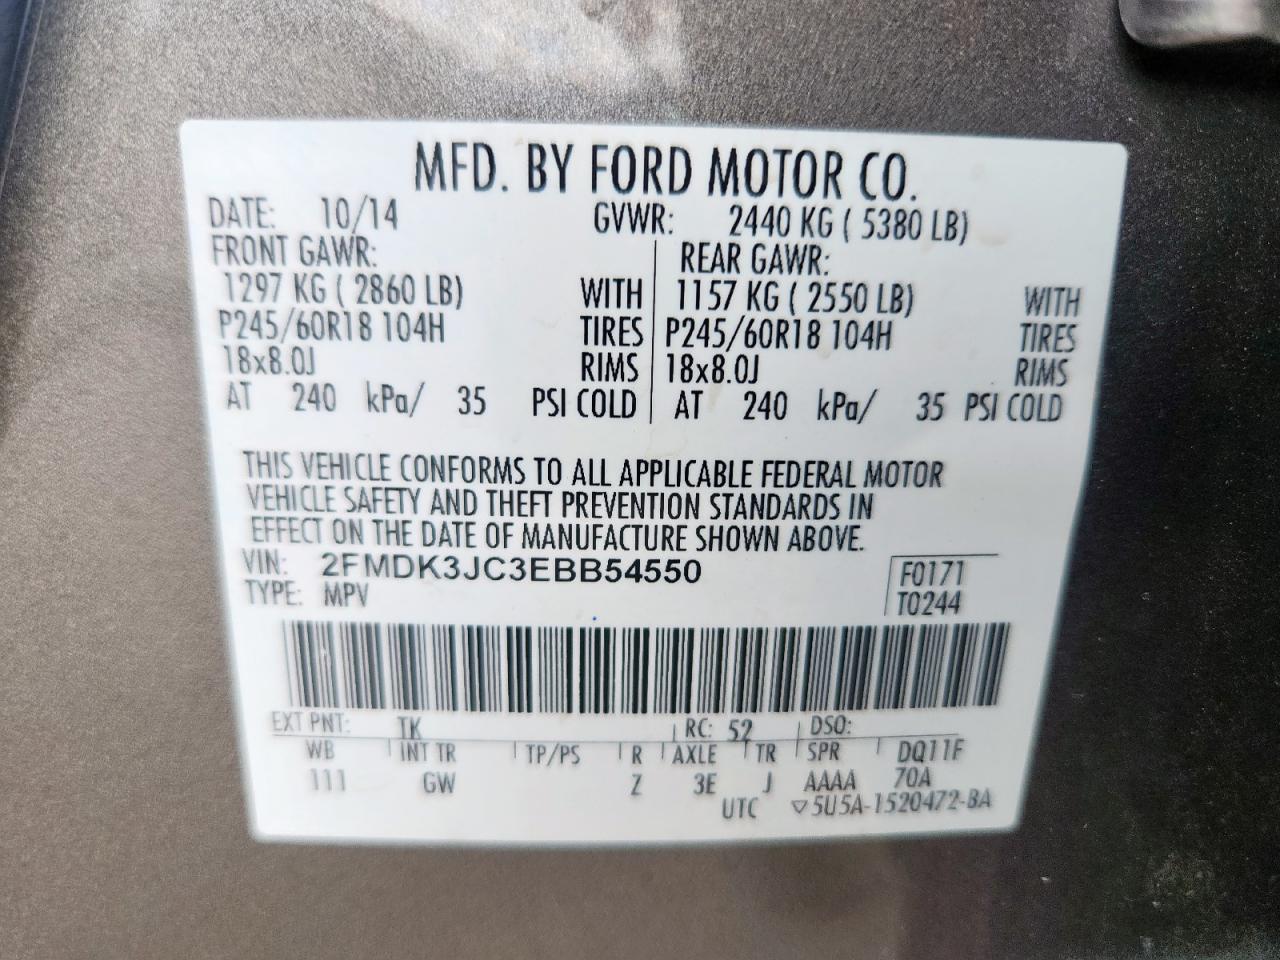 MFD. BY FORD MOTOR CO.
DATE: 10/14 GVWR: 2440 KG ( 5380 LB)
FRONT GAWR: REAR GAWR:
1297 KG ( 2860 LB) WITH 1157 KG ( 2550 LB) WITH
P245/60R18 104H TIRES P245/60R18 104H TIRES
18x8.0J RIMS 18x8.0J RIMS
AT 240 kPa/ 35 PSI COLD AT 240 kPa/ 35 PSI COLD
THIS VEHICLE CONFORMS TO ALL APPLICABLE FEDERAL MOTOR
VEHICLE SAFETY AND THEFT PREVENTION STANDARDS IN
EFFECT ON THE DATE OF MANUFACTURE SHOWN ABOVE.
VIN: 2FMDK3JC3EBB54550 F0171
TYPE: MPV T0244
EXT PNT: TK RC: 52 DSO:
WB INT TR TP/PS R AXLE TR SPR DQ11F
111 GW Z 3E J AAAA 70A
UTC ▽5U5A-1520472-BA